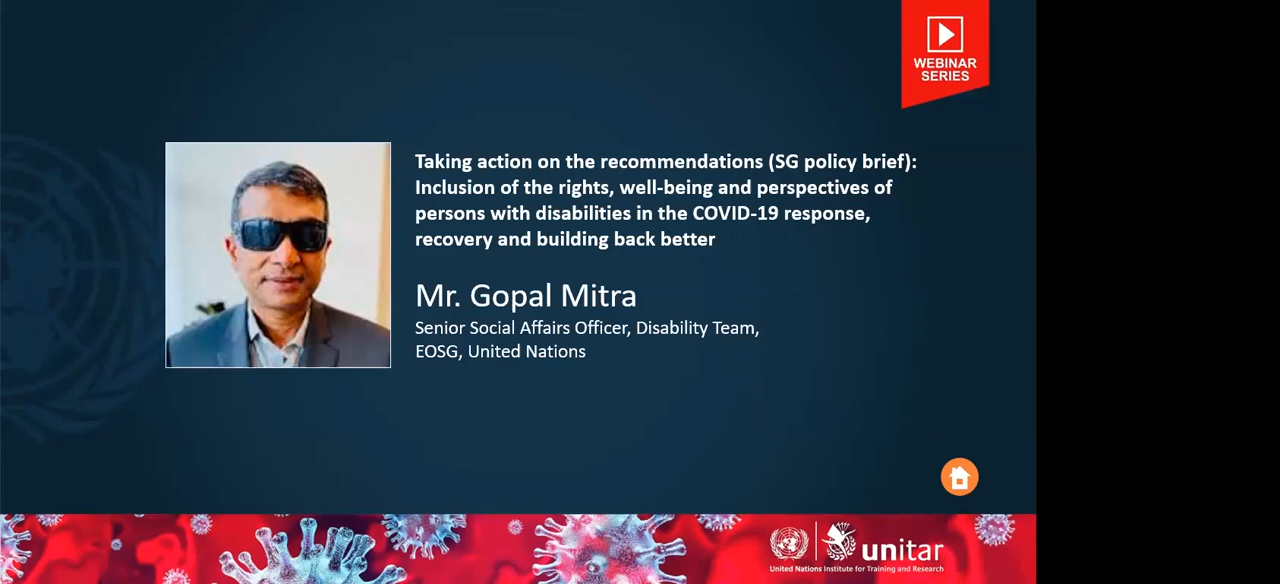 WEBINAR
SERIES
Taking action on the recommendations (SG policy brief):
Inclusion of the rights, well-being and perspectives of
persons with disabilities in the COVID-19 response,
recovery and building back better
Mr. Gopal Mitra
Senior Social Affairs Officer, Disability Team,
EOSG, United Nations
unitar
United Nations Institute for Training and Research